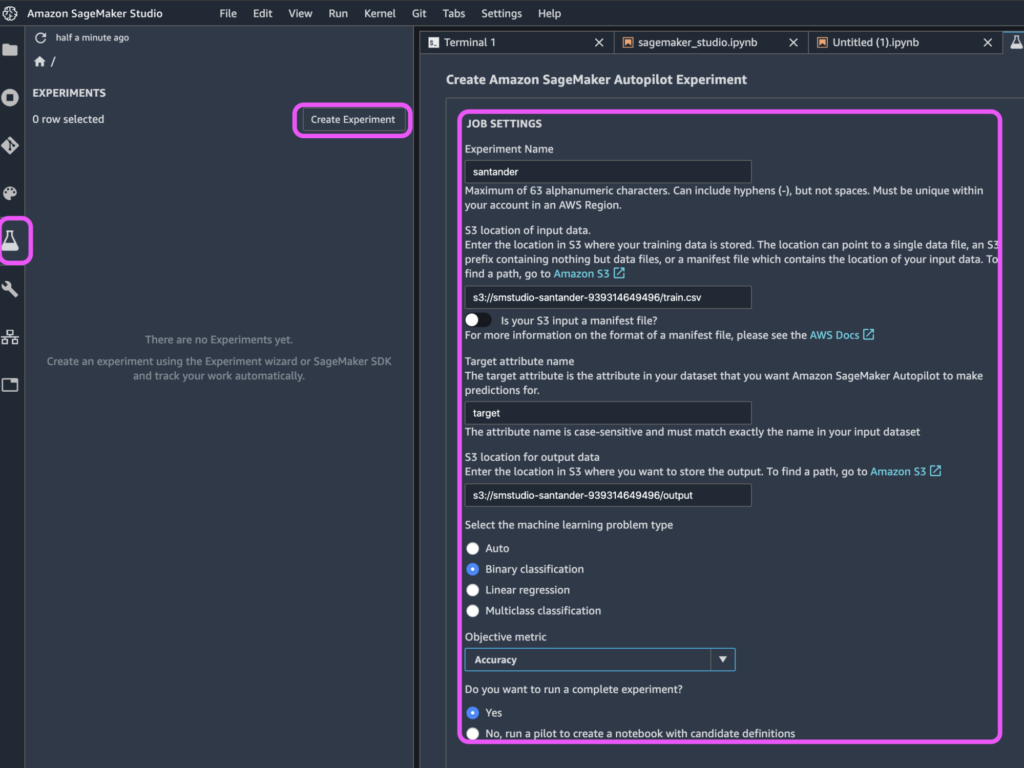 Amazon SageMaker Studio File Edit View Run Kernel Git Tabs Settings Help
half a minute ago
/
EXPERIMENTS
0 row selected
Create Experiment
There are no Experiments yet.
Create an experiment using the Experiment wizard or SageMaker SDK
and track your work automatically.
Terminal 1
sagemaker_studio.ipynb
Untitled (1).ipynb
Create Amazon SageMaker Autopilot Experiment
JOB SETTINGS
Experiment Name
santander
Maximum of 63 alphanumeric characters. Can include hyphens (-), but not spaces. Must be unique within
your account in an AWS Region.
S3 location of input data.
Enter the location in S3 where your training data is stored. The location can point to a single data file, an S3
prefix containing nothing but data files, or a manifest file which contains the location of your input data. To
find a path, go to Amazon S3
s3://smstudio-santander-939314649496/train.csv
Is your S3 input a manifest file?
For more information on the format of a manifest file, please see the AWS Docs
Target attribute name
The target attribute is the attribute in your dataset that you want Amazon SageMaker Autopilot to make
predictions for.
target
The attribute name is case-sensitive and must match exactly the name in your input dataset
S3 location for output data
Enter the location in S3 where you want to store the output. To find a path, go to Amazon S3
s3://smstudio-santander-939314649496/output
Select the machine learning problem type
Auto
Binary classification
Linear regression
Multiclass classification
Objective metric
Accuracy
Do you want to run a complete experiment?
Yes
No, run a pilot to create a notebook with candidate definitions